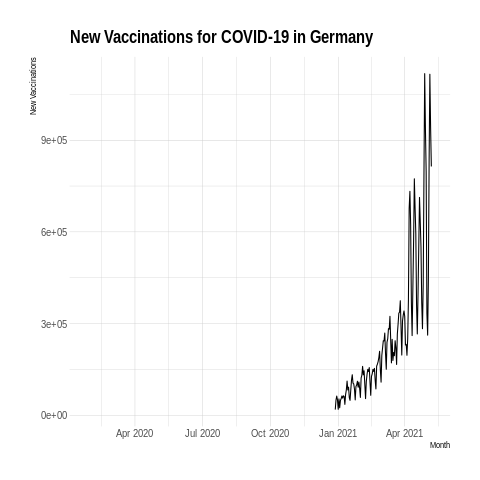 New Vaccinations for COVID-19 in Germany
New Vaccinations
9e+05
6e+05
3e+05
0e+00
Apr 2020 Jul 2020 Oct 2020 Jan 2021 Apr 2021
Month